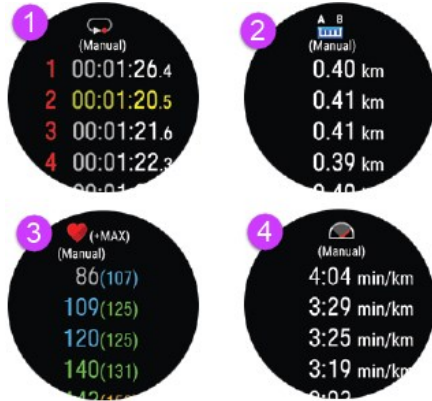 1
(Manual)
1 00:01:26.4
2 00:01:20.5
3 00:01:21.6
4 00:01:22.3
2
A B
(Manual)
0.40 km
0.41 km
0.41 km
0.39 km
3
(+MAX)
(Manual)
86(107)
109(125)
120(125)
140(131)
4
(Manual)
4:04 min/km
3:29 min/km
3:25 min/km
3:19 min/km